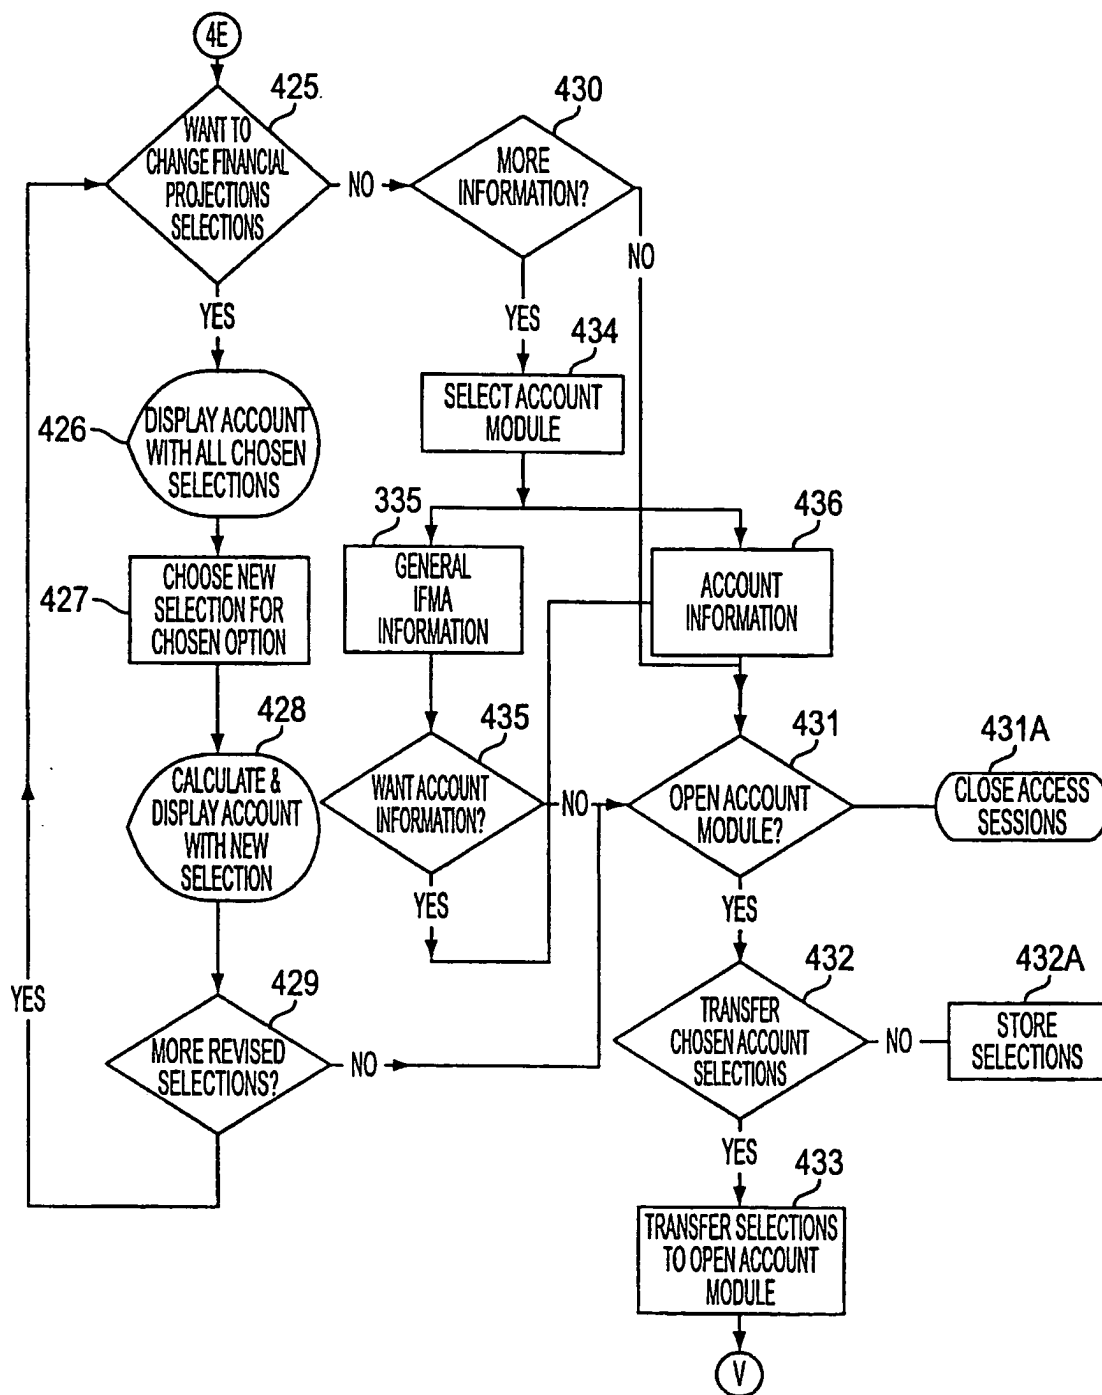 4E
425
WANT TO
CHANGE FINANCIAL
PROJECTIONS
SELECTIONS
NO
430
MORE
INFORMATION?
NO
YES
YES
434
SELECT ACCOUNT
MODULE
426
DISPLAY ACCOUNT
WITH ALL CHOSEN
SELECTIONS
335
GENERAL
IFMA
INFORMATION
436
ACCOUNT
INFORMATION
427
CHOOSE NEW
SELECTION FOR
CHOSEN OPTION
428
CALCULATE &
DISPLAY ACCOUNT
WITH NEW
SELECTION
435
WANT ACCOUNT
INFORMATION?
NO
YES
431
OPEN ACCOUNT
MODULE?
431A
CLOSE ACCESS
SESSIONS
YES
YES
429
MORE REVISED
SELECTIONS?
NO
432
TRANSFER
CHOSEN ACCOUNT
SELECTIONS
NO
432A
STORE
SELECTIONS
YES
433
TRANSFER SELECTIONS
TO OPEN ACCOUNT
MODULE
V